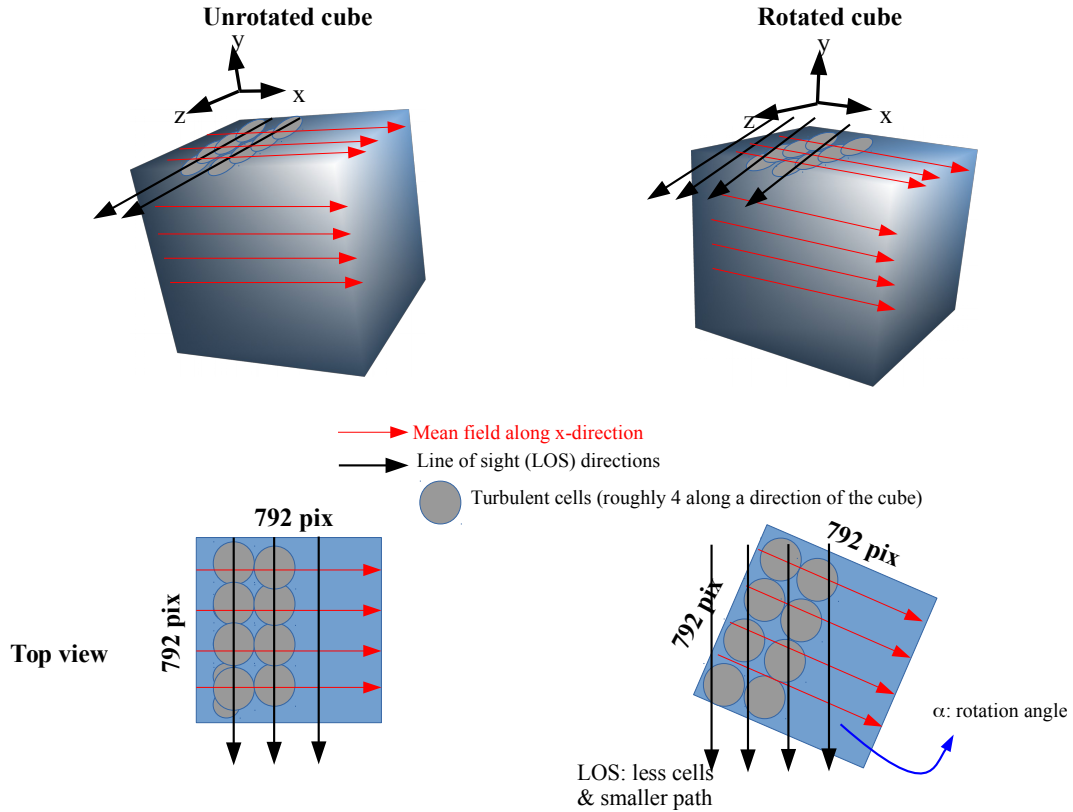 Unrotated cube
Rotated cube
y
x
z
y
x
z
Mean field along x-direction
Line of sight (LOS) directions
Turbulent cells (roughly 4 along a direction of the cube)
792 pix
792 pix
Top view
792 pix
792 pix
α: rotation angle
LOS: less cells
& smaller path